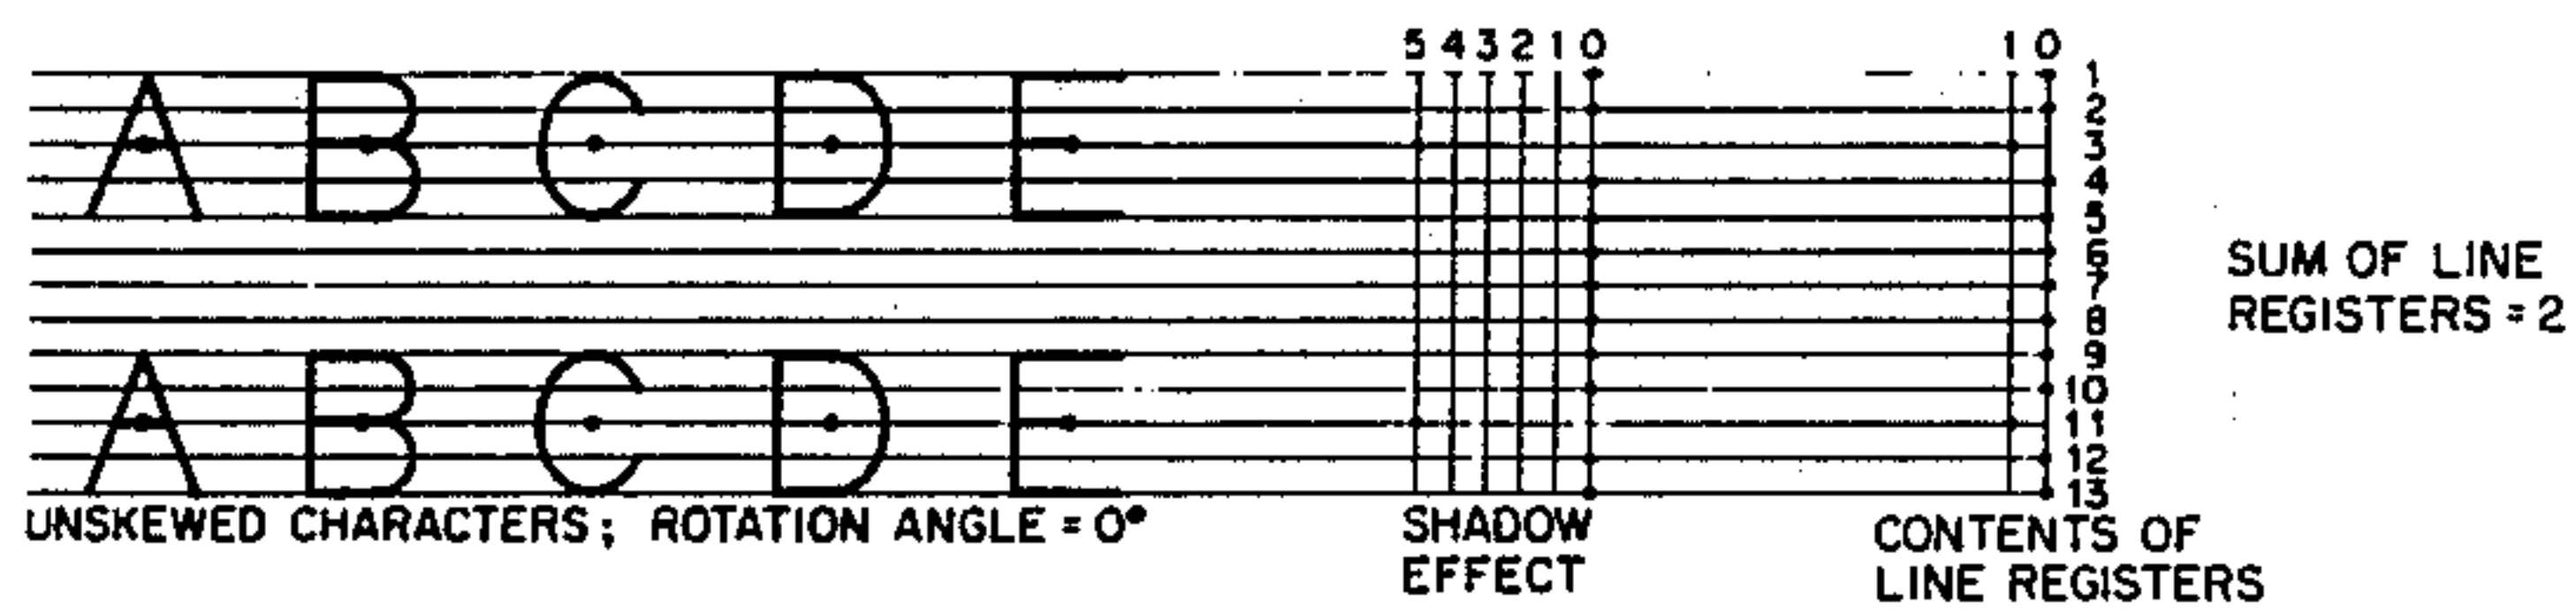 5 4 3 2 1 0
1 0
A B C D E
1
2
3
4
5
6
7
8
SUM OF LINE
REGISTERS = 2
A B C D E
9
10
11
12
13
UNSKEWED CHARACTERS; ROTATION ANGLE = 0°
SHADOW
EFFECT
CONTENTS OF
LINE REGISTERS